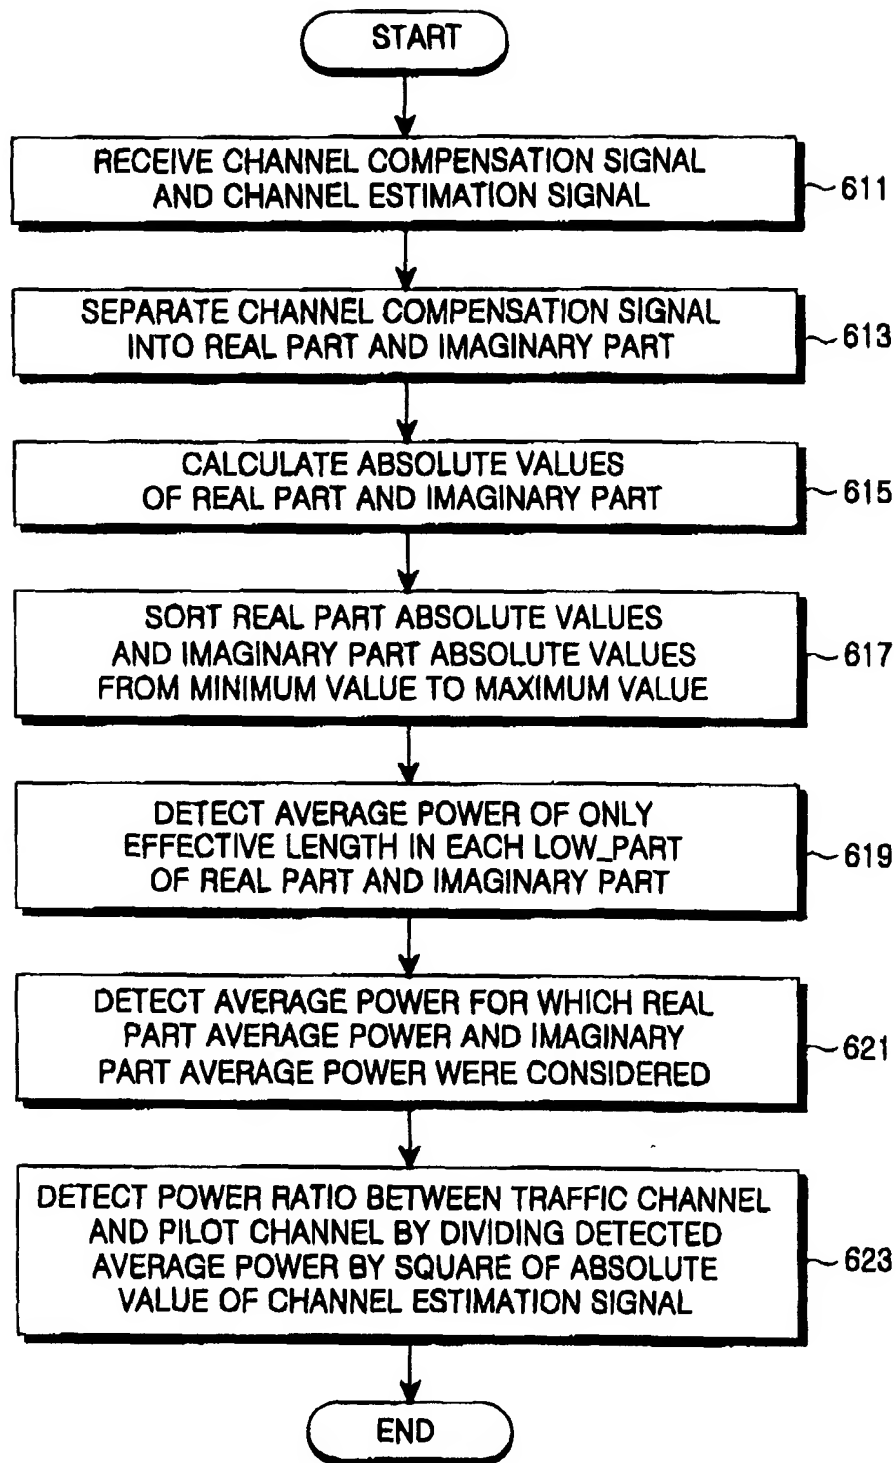 START
RECEIVE CHANNEL COMPENSATION SIGNAL
AND CHANNEL ESTIMATION SIGNAL
611
SEPARATE CHANNEL COMPENSATION SIGNAL
INTO REAL PART AND IMAGINARY PART
613
CALCULATE ABSOLUTE VALUES
OF REAL PART AND IMAGINARY PART
615
SORT REAL PART ABSOLUTE VALUES
AND IMAGINARY PART ABSOLUTE VALUES
FROM MINIMUM VALUE TO MAXIMUM VALUE
617
DETECT AVERAGE POWER OF ONLY
EFFECTIVE LENGTH IN EACH LOW_PART
OF REAL PART AND IMAGINARY PART
619
DETECT AVERAGE POWER FOR WHICH REAL
PART AVERAGE POWER AND IMAGINARY
PART AVERAGE POWER WERE CONSIDERED
621
DETECT POWER RATIO BETWEEN TRAFFIC CHANNEL
AND PILOT CHANNEL BY DIVIDING DETECTED
AVERAGE POWER BY SQUARE OF ABSOLUTE
VALUE OF CHANNEL ESTIMATION SIGNAL
623
END